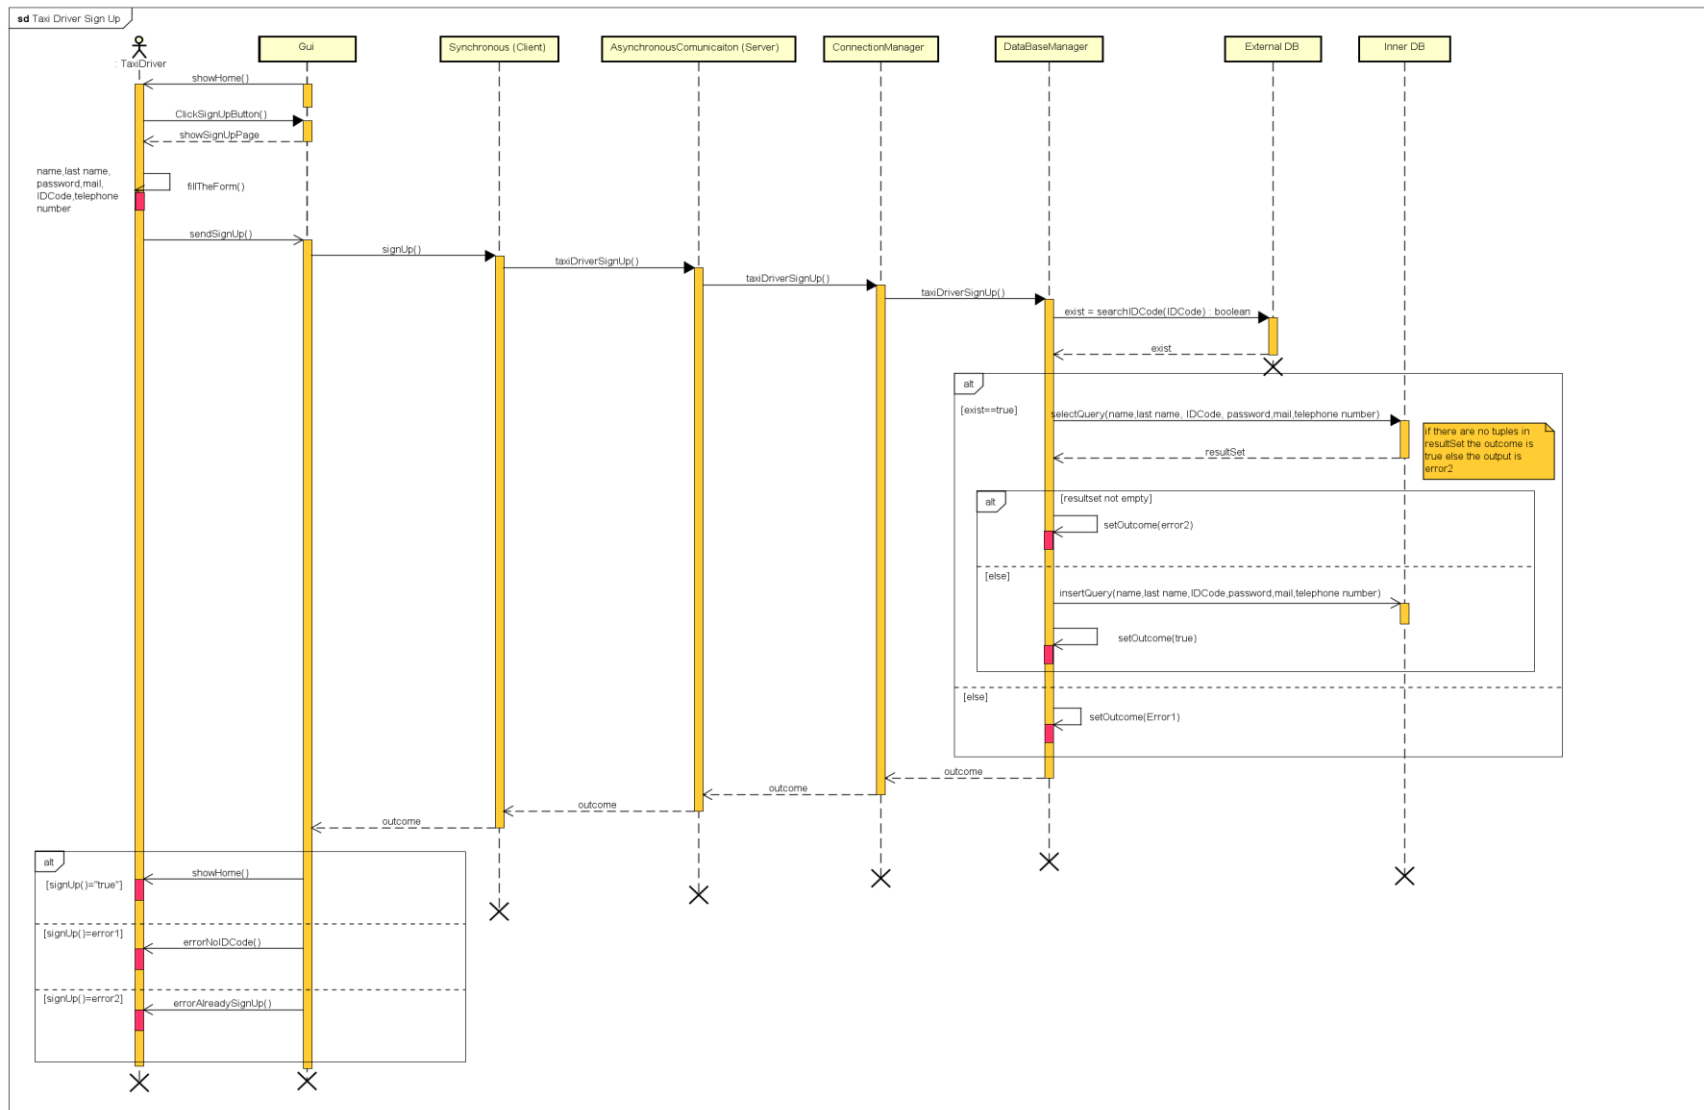 sd Taxi Driver Sign Up
: TaxiDriver
Gui
Synchronous (Client)
AsynchronousComunicaiton (Server)
ConnectionManager
DataBaseManager
External DB
Inner DB
showHome()
ClickSignUpButton()
showSignUpPage
name,last name,
password,mail,
IDCode,telephone
number
fillTheForm()
sendSignUp()
signUp()
taxiDriverSignUp()
taxiDriverSignUp()
taxiDriverSignUp()
exist = searchIDCode(IDCode) : boolean
exist
alt
[exist==true]
selectQuery(name,last name, IDCode, password,mail,telephone number)
if there are no tuples in
resultSet the outcome is
true else the output is
error2
resultSet
alt
[resultset not empty]
setOutcome(error2)
[else]
insertQuery(name,last name,IDCode,password,mail,telephone number)
setOutcome(true)
[else]
setOutcome(Error1)
outcome
outcome
outcome
outcome
alt
[signUp()="true"]
showHome()
[signUp()=error1]
errorNoIDCode()
[signUp()=error2]
errorAlreadySignUp()